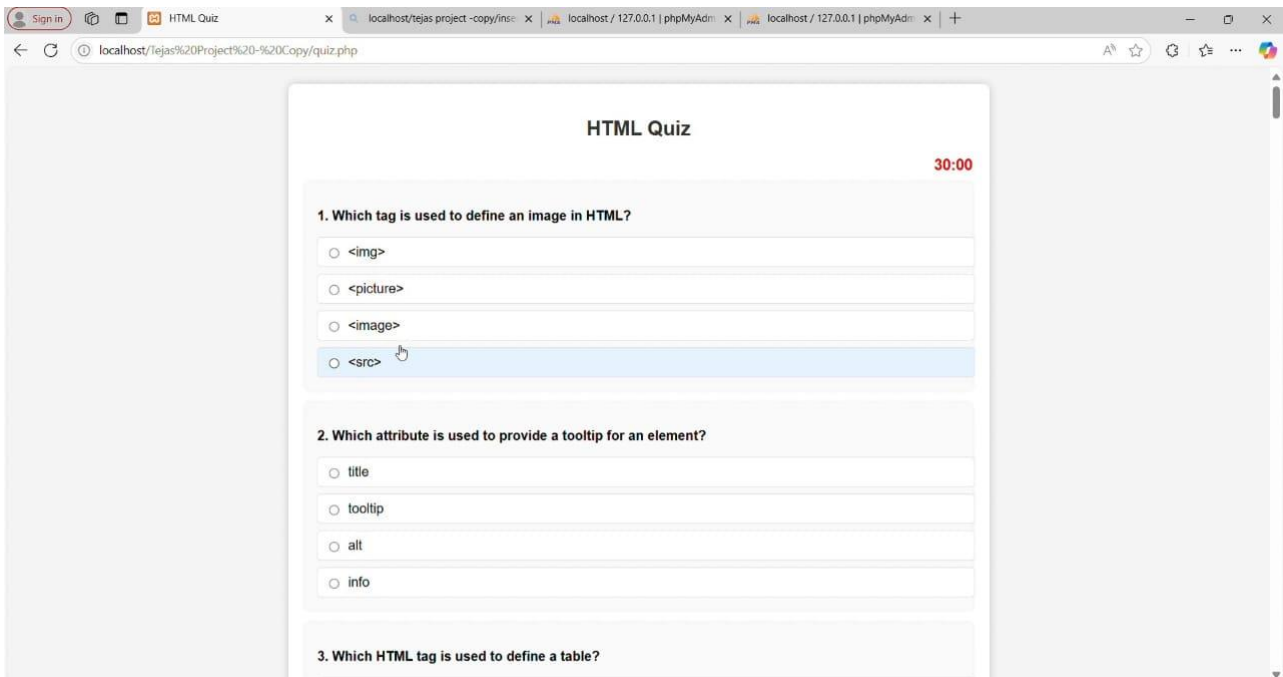 Sign in
HTML Quiz
localhost/tejas project -copy/inse
localhost / 127.0.0.1 | phpMyAdm
localhost / 127.0.0.1 | phpMyAdm
localhost/Tejas%20Project%20-%20Copy/quiz.php
HTML Quiz
30:00
1. Which tag is used to define an image in HTML?
<img>
<picture>
<image>
<src>
2. Which attribute is used to provide a tooltip for an element?
title
tooltip
alt
info
3. Which HTML tag is used to define a table?